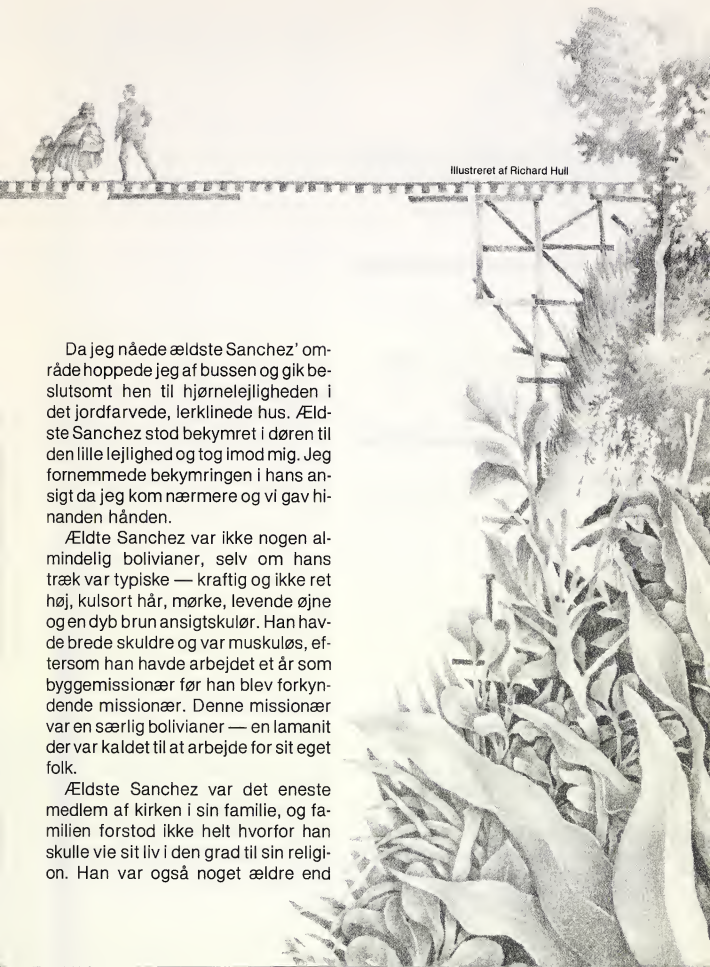 Illustreret af Richard Hull
Da jeg nåede ældste Sanchez' om-
råde hoppede jeg af bussen og gik be-
slutsomt hen til hjørnelejligheden i
det jordfarvede, lerklinede hus. Æld-
ste Sanchez stod bekymret i døren til
den lille lejlighed og tog imod mig. Jeg
fornemmede bekymringen i hans an-
sigt da jeg kom nærmere og vi gav hi-
nanden hånden.
Ældte Sanchez var ikke nogen al-
mindelig bolivianer, selv om hans
træk var typiske — kraftig og ikke ret
høj, kulsort hår, mørke, levende øjne
og en dyb brun ansigtskulør. Han hav-
de brede skuldre og var muskuløs, ef-
tersom han havde arbejdet et år som
byggemissionær før han blev forkyn-
dende missionær. Denne missionær
var en særlig bolivianer — en lamanit
der var kaldet til at arbejde for sit eget
folk.
Ældste Sanchez var det eneste
medlem af kirken i sin familie, og fa-
milien forstod ikke helt hvorfor han
skulle vie sit liv i den grad til sin religi-
on. Han var også noget ældre end